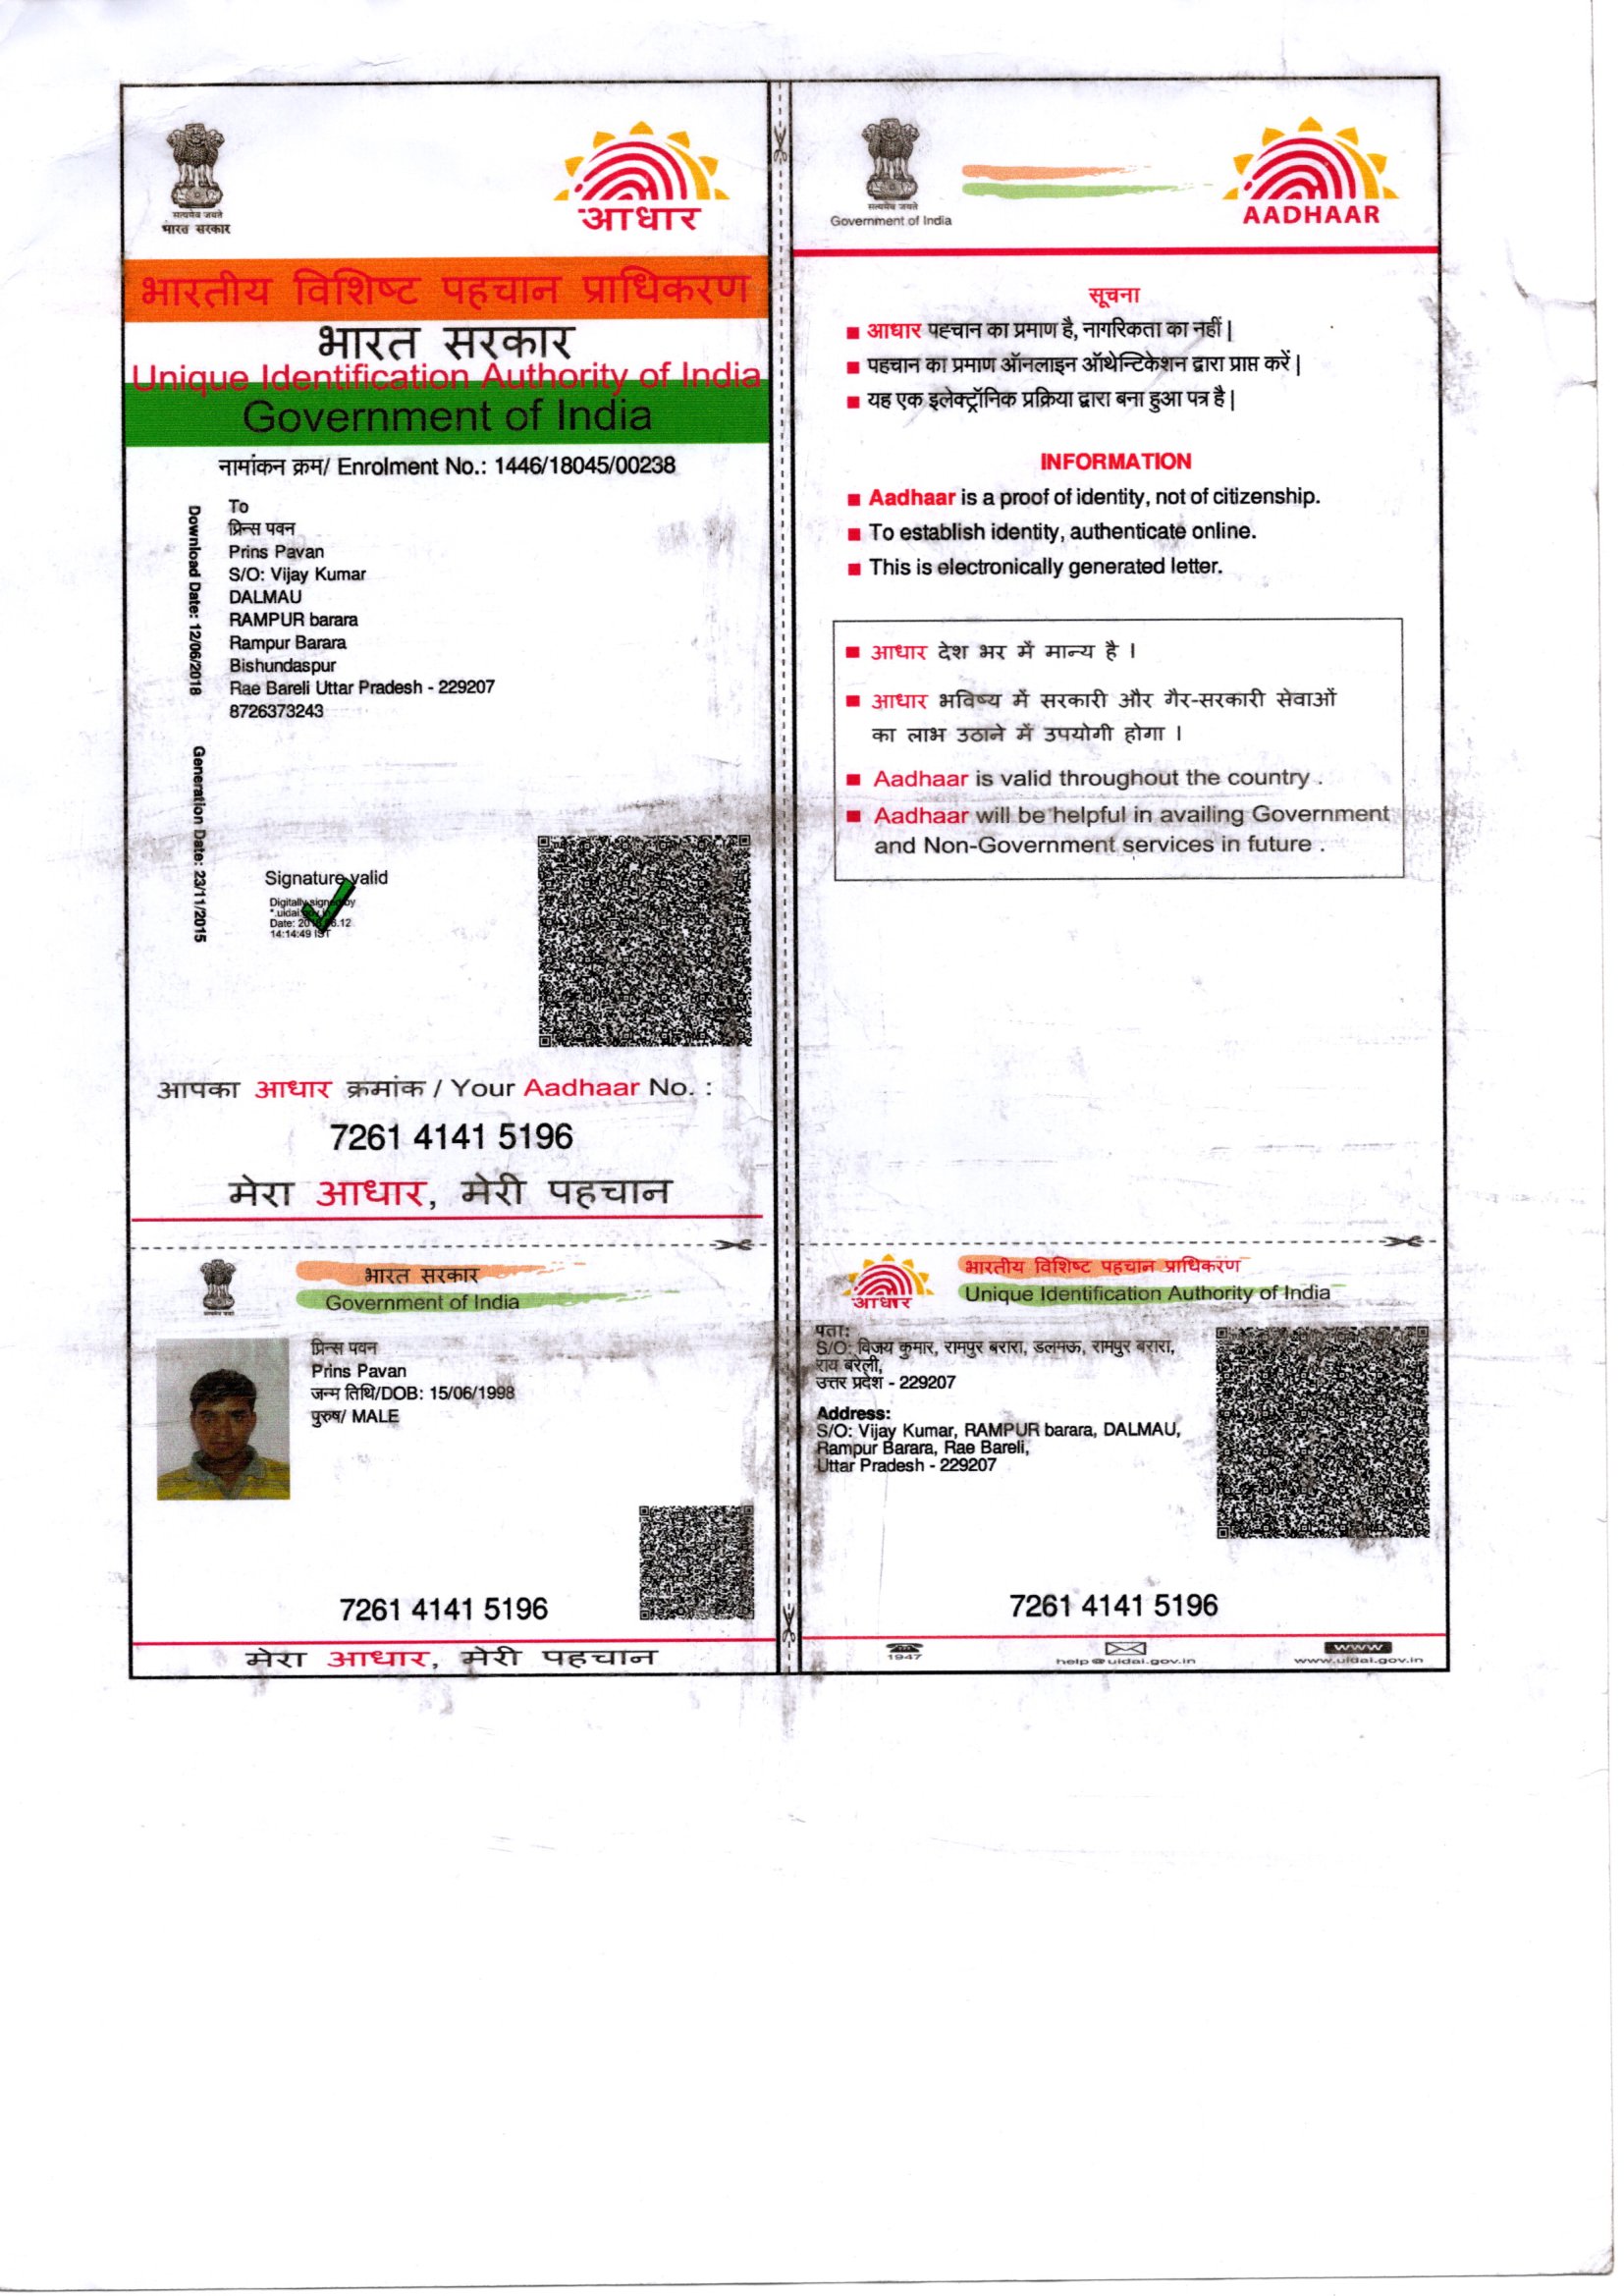 सत्यमेव जयते
भारत सरकार
आधार
भारतीय विशिष्ट पहचान प्राधिकरण
भारत सरकार
Unique Identification Authority of India
Government of India
नामांकन क्रम/ Enrolment No.: 1446/18045/00238
Download Date: 12/06/2018
Generation Date: 23/11/2015
To
प्रिन्स पवन
Prins Pavan
S/O: Vijay Kumar
DALMAU
RAMPUR barara
Rampur Barara
Bishundaspur
Rae Bareli Uttar Pradesh - 229207
8726373243
Signature valid
Digitally signed by
Date:
14:14:49 IST
आपका आधार क्रमांक / Your Aadhaar No. :
7261 4141 5196
मेरा आधार, मेरी पहचान
सत्यमेव जयते
Government of India
AADHAAR
सूचना
आधार पहचान का प्रमाण है, नागरिकता का नहीं |
पहचान का प्रमाण ऑनलाइन ऑथेन्टिकेशन द्वारा प्राप्त करें |
यह एक इलेक्ट्रॉनिक प्रक्रिया द्वारा बना हुआ पत्र है |
INFORMATION
Aadhaar is a proof of identity, not of citizenship.
To establish identity, authenticate online.
This is electronically generated letter.
आधार देश भर में मान्य है ।
आधार भविष्य में सरकारी और गैर-सरकारी सेवाओं
का लाभ उठाने में उपयोगी होगा ।
Aadhaar is valid throughout the country .
Aadhaar will be helpful in availing Government
and Non-Government services in future .
भारत सरकार
Government of India
प्रिन्स पवन
Prins Pavan
जन्म तिथि/DOB: 15/06/1998
पुरुष/ MALE
7261 4141 5196
मेरा आधार, मेरी पहचान
आधार
भारतीय विशिष्ट पहचान प्राधिकरण
Unique Identification Authority of India
पता:
S/O: विजय कुमार, रामपुर बरारा, डलमऊ, रामपुर बरारा,
राय बरेली,
उत्तर प्रदेश - 229207
Address:
S/O: Vijay Kumar, RAMPUR barara, DALMAU,
Rampur Barara, Rae Bareli,
Uttar Pradesh - 229207
7261 4141 5196
1947
help@uidai.gov.in
www
www.uidai.gov.in